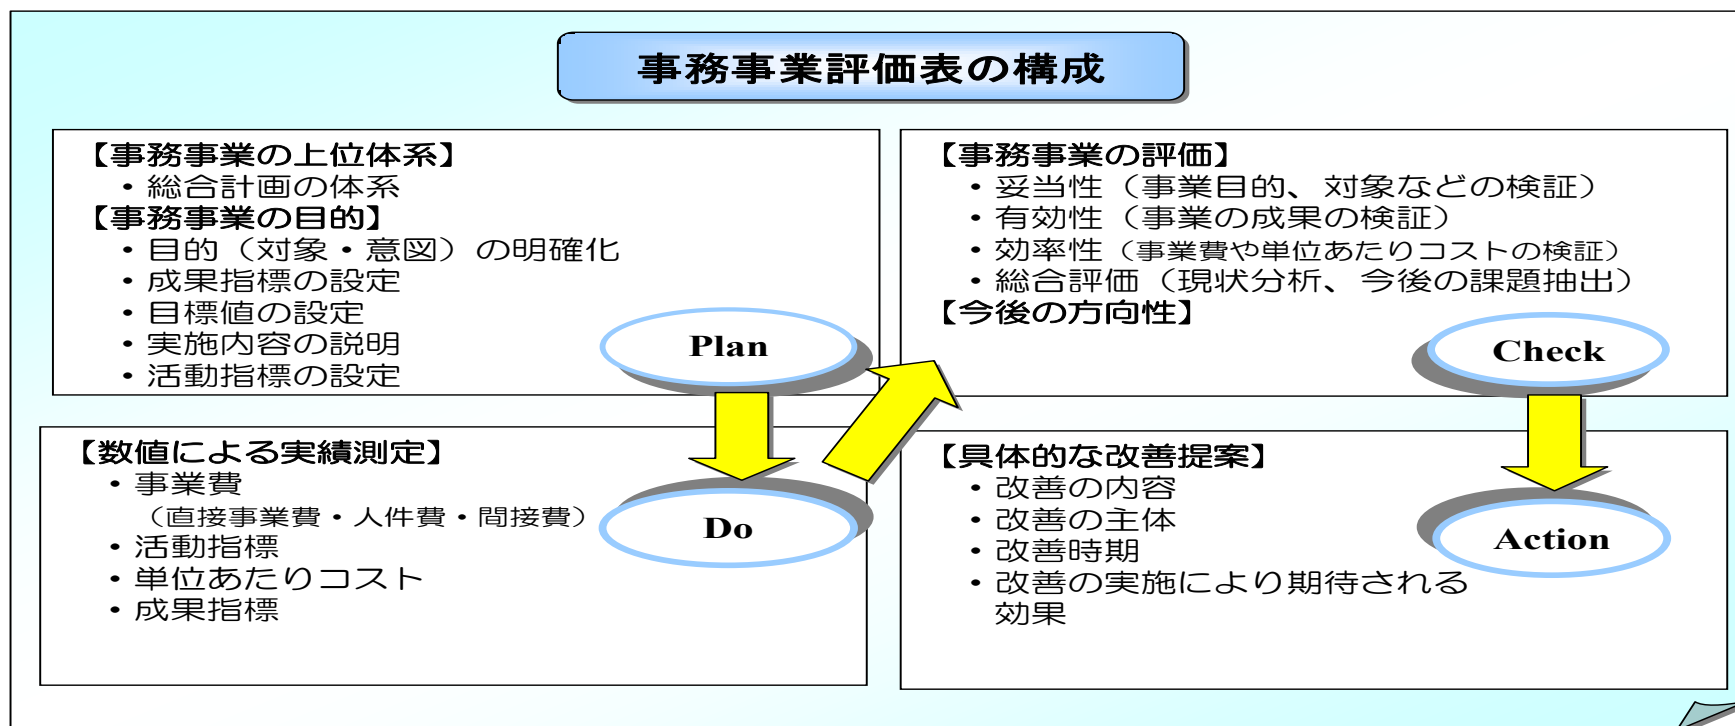 事務事業評価表の構成
【事務事業の上位体系】
・総合計画の体系
【事務事業の目的】
・目的(対象・意図)の明確化
・成果指標の設定
・目標値の設定
・実施内容の説明
・活動指標の設定
Plan
【数値による実績測定】
・事業費
(直接事業費・人件費・間接費)
・活動指標
・単位あたりコスト
・成果指標
Do
【事務事業の評価】
・妥当性(事業目的、対象などの検証)
・有効性(事業の成果の検証)
・効率性(事業費や単位あたりコストの検証)
・総合評価(現状分析、今後の課題抽出)
【今後の方向性】
Check
【具体的な改善提案】
・改善の内容
・改善の主体
・改善時期
・改善の実施により期待される
効果
Action